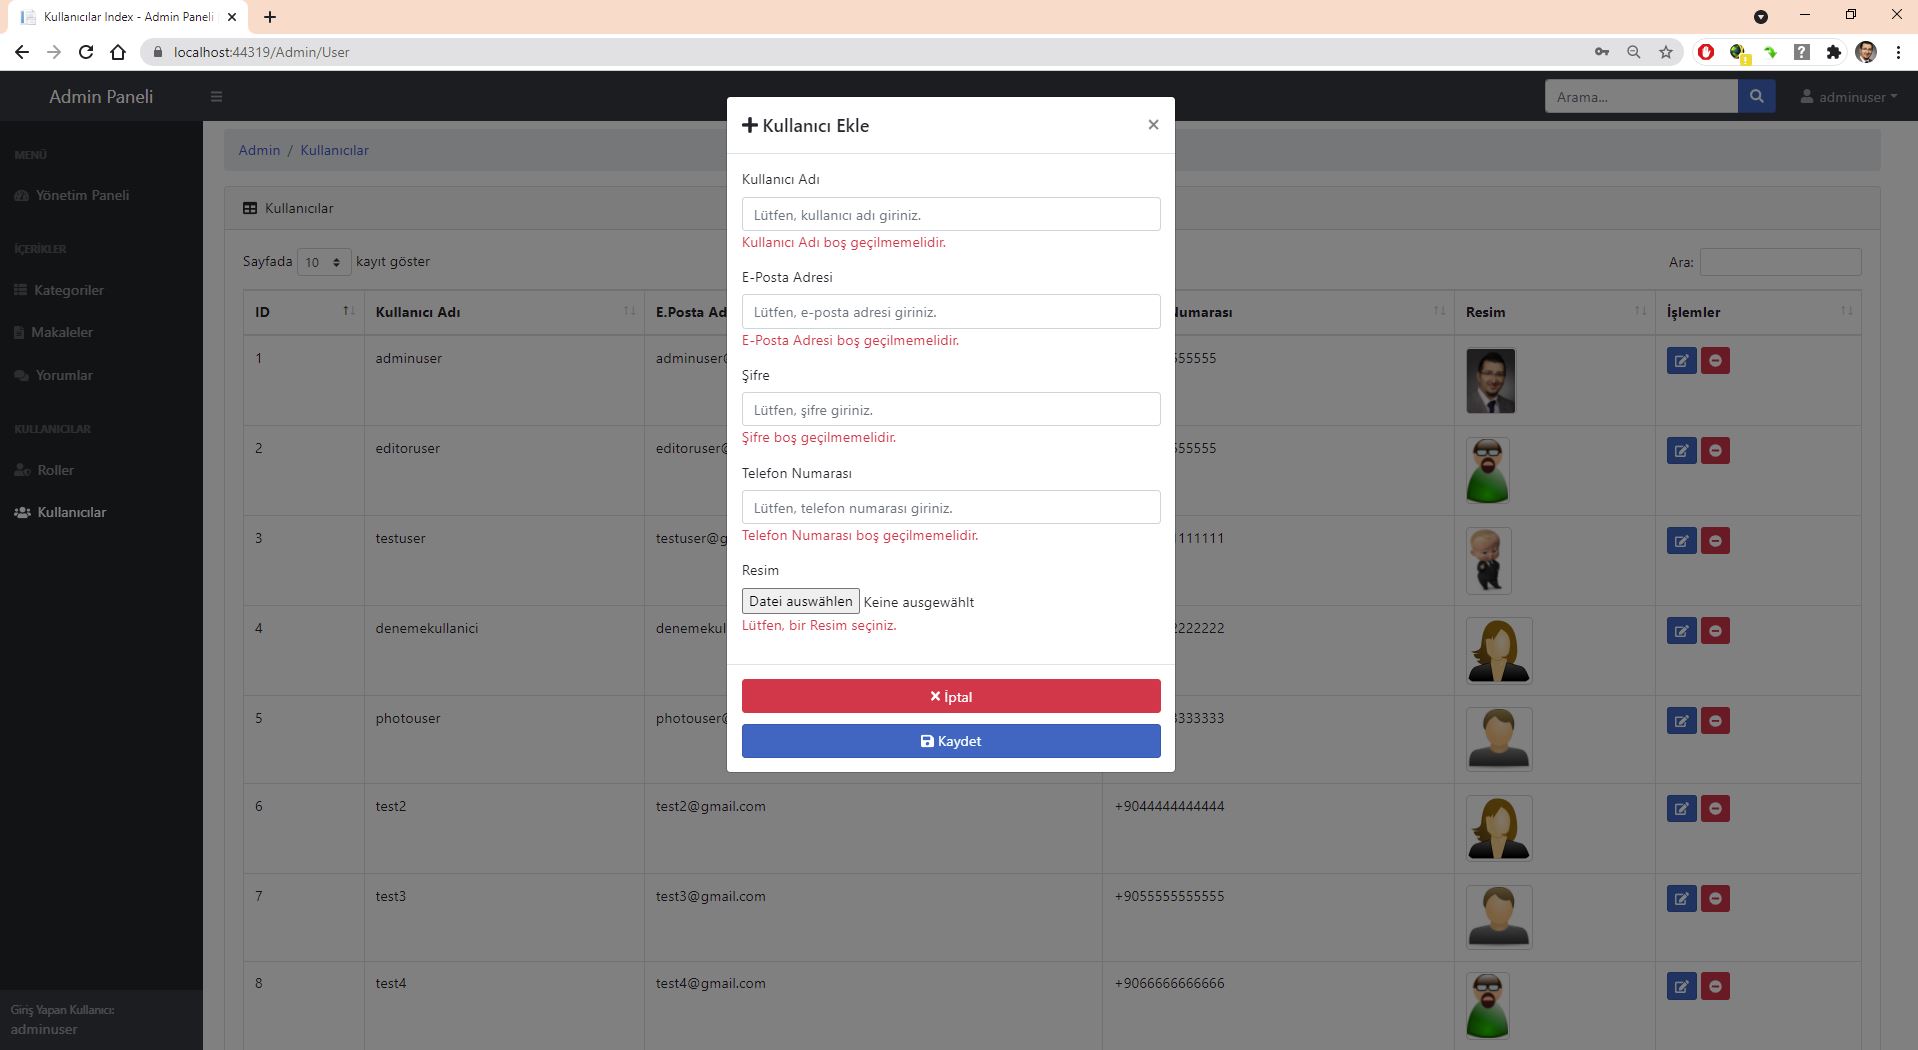 Kullanıcılar Index - Admin Paneli
localhost:44319/Admin/User
Admin Paneli
Arama...
adminuser
MENÜ
Yönetim Paneli
İÇERİKLER
Kategoriler
Makaleler
Yorumlar
KULLANICILAR
Roller
Kullanıcılar
Giriş Yapan Kullanıcı:
adminuser
Admin / Kullanıcılar
Kullanıcılar
Sayfada 10 kayıt göster
Ara:
ID Kullanıcı Adı E.Posta Ad Numarası Resim İşlemler
1 adminuser adminuser@ 555555
2 editoruser editoruser@ 555555
3 testuser testuser@g 1111111
4 denemekullanici denemekul 2222222
5 photouser photouser@ 3333333
6 test2 test2@gmail.com +9044444444444
7 test3 test3@gmail.com +9055555555555
8 test4 test4@gmail.com +9066666666666
Kullanıcı Ekle
Kullanıcı Adı
Lütfen, kullanıcı adı giriniz.
Kullanıcı Adı boş geçilmemelidir.
E-Posta Adresi
Lütfen, e-posta adresi giriniz.
E-Posta Adresi boş geçilmemelidir.
Şifre
Lütfen, şifre giriniz.
Şifre boş geçilmemelidir.
Telefon Numarası
Lütfen, telefon numarası giriniz.
Telefon Numarası boş geçilmemelidir.
Resim
Datei auswählen Keine ausgewählt
Lütfen, bir Resim seçiniz.
İptal
Kaydet